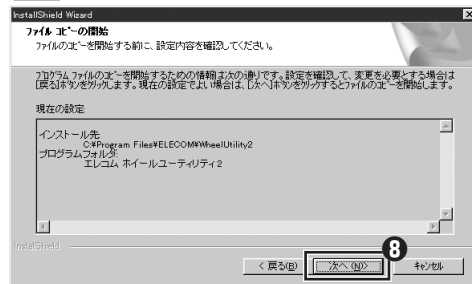 InstallShield Wizard
ファイル コピーの開始
ファイルのコピーを開始する前に、設定内容を確認してください。
プログラム ファイルのコピーを開始するための情報は次の通りです。設定を確認して、変更を必要とする場合は
[戻る]ボタンをクリックします。現在の設定でよい場合は、[次へ]ボタンをクリックするとファイルのコピーを開始します。
現在の設定:
インストール先
C:¥Program Files¥ELECOM¥WheelUtility2
プログラムフォルダ:
エレコム ホイールユーティリティ2
InstallShield
8
< 戻る(B)
次へ (N)>
キャンセル